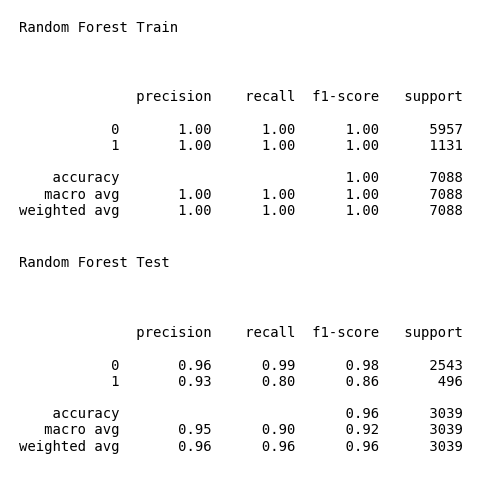 Random Forest Train
precision recall f1-score support
0 1.00 1.00 1.00 5957
1 1.00 1.00 1.00 1131
accuracy 1.00 7088
macro avg 1.00 1.00 1.00 7088
weighted avg 1.00 1.00 1.00 7088
Random Forest Test
precision recall f1-score support
0 0.96 0.99 0.98 2543
1 0.93 0.80 0.86 496
accuracy 0.96 3039
macro avg 0.95 0.90 0.92 3039
weighted avg 0.96 0.96 0.96 3039